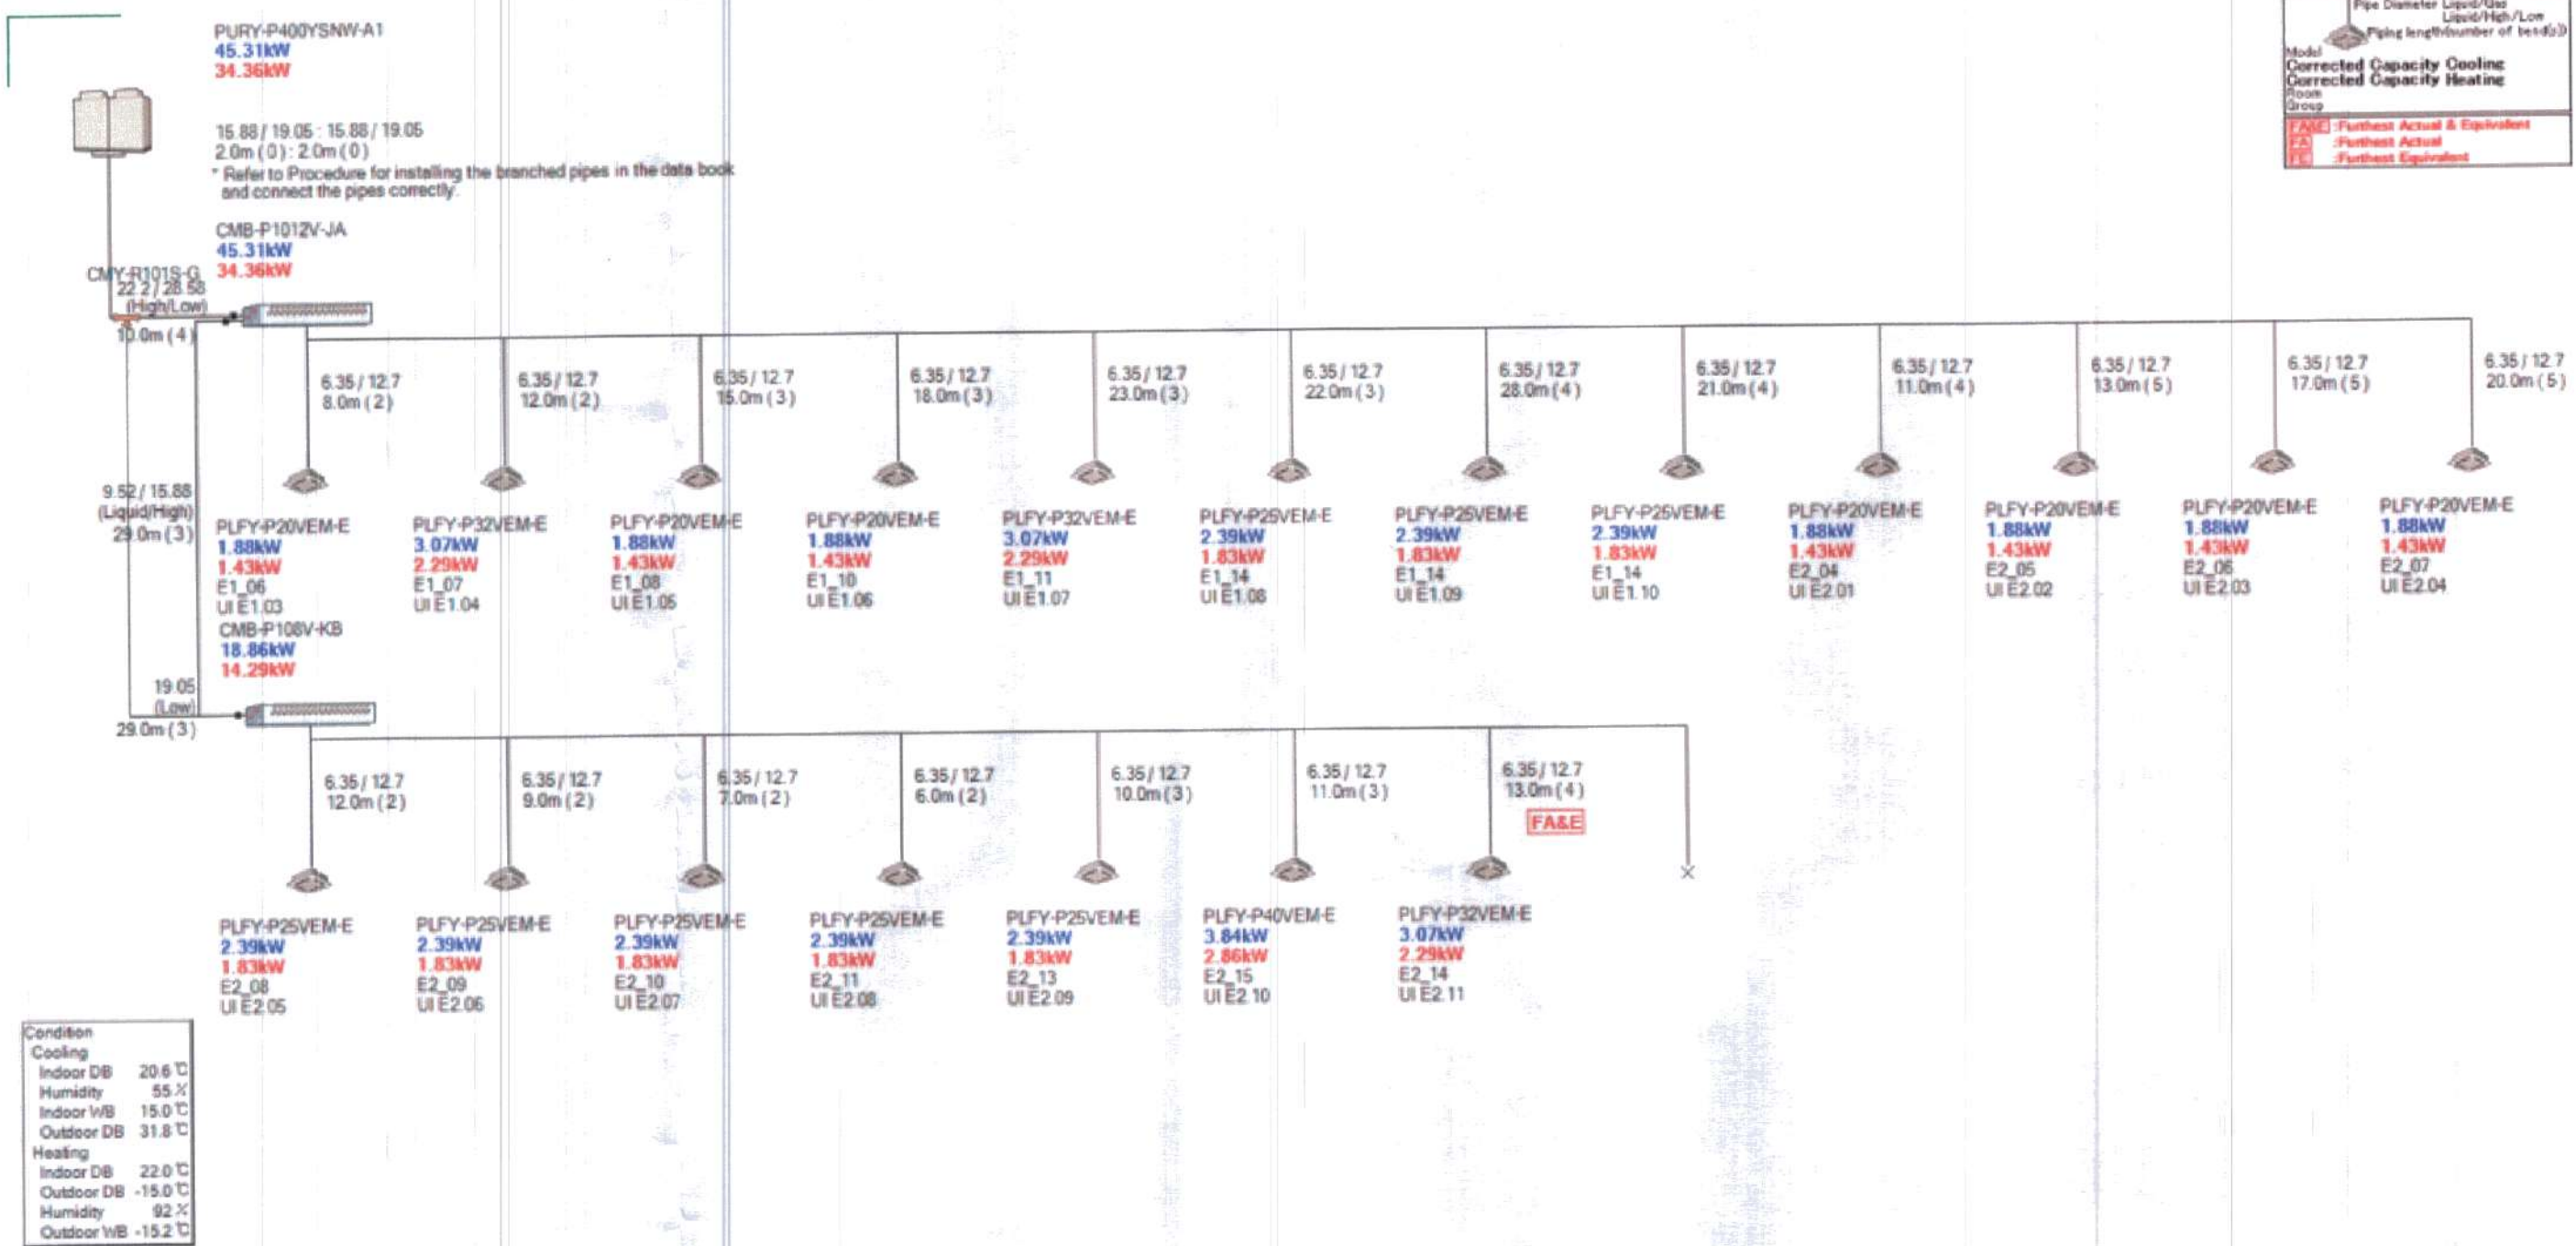 PURY-P400YSNW-A1
45.31kW
34.36kW
15.88 / 19.05 : 15.88 / 19.05
2.0m ( 0 ) : 2.0m ( 0 )
* Refer to Procedure for installing the branched pipes in the data book
and connect the pipes correctly.
Pipe Diameter Liquid/Gas
Liquid/High/Low
Piping length(number of bend(s))
Model
Corrected Capacity Cooling
Corrected Capacity Heating
Room
Group
FA&E :Furthest Actual & Equivalent
FA :Furthest Actual
FE :Furthest Equivalent
CMB-P1012V-JA
45.31kW
34.36kW
CMY-R101S-G
22.2 / 28.58
(High/Low)
10.0m ( 4 )
6.35 / 12.7
8.0m ( 2 )
6.35 / 12.7
12.0m ( 2 )
6.35 / 12.7
15.0m ( 3 )
6.35 / 12.7
18.0m ( 3 )
6.35 / 12.7
23.0m ( 3 )
6.35 / 12.7
22.0m ( 3 )
6.35 / 12.7
28.0m ( 4 )
6.35 / 12.7
21.0m ( 4 )
6.35 / 12.7
11.0m ( 4 )
6.35 / 12.7
13.0m ( 5 )
6.35 / 12.7
17.0m ( 5 )
6.35 / 12.7
20.0m ( 5 )
9.52 / 15.88
(Liquid/High)
29.0m ( 3 )
PLFY-P20VEM-E
1.88kW
1.43kW
E1_06
UI E1.03
PLFY-P32VEM-E
3.07kW
2.29kW
E1_07
UI E1.04
PLFY-P20VEM-E
1.88kW
1.43kW
E1_08
UI E1.05
PLFY-P20VEM-E
1.88kW
1.43kW
E1_10
UI E1.06
PLFY-P32VEM-E
3.07kW
2.29kW
E1_11
UI E1.07
PLFY-P25VEM-E
2.39kW
1.83kW
E1_14
UI E1.08
PLFY-P25VEM-E
2.39kW
1.83kW
E1_14
UI E1.09
PLFY-P25VEM-E
2.39kW
1.83kW
E1_14
UI E1.10
PLFY-P20VEM-E
1.88kW
1.43kW
E2_04
UI E2.01
PLFY-P20VEM-E
1.88kW
1.43kW
E2_05
UI E2.02
PLFY-P20VEM-E
1.88kW
1.43kW
E2_06
UI E2.03
PLFY-P20VEM-E
1.88kW
1.43kW
E2_07
UI E2.04
CMB-P108V-KB
18.86kW
14.29kW
19.05
(Low)
29.0m ( 3 )
6.35 / 12.7
12.0m ( 2 )
6.35 / 12.7
9.0m ( 2 )
6.35 / 12.7
7.0m ( 2 )
6.35 / 12.7
6.0m ( 2 )
6.35 / 12.7
10.0m ( 3 )
6.35 / 12.7
11.0m ( 3 )
6.35 / 12.7
13.0m ( 4 )
FA&E
PLFY-P25VEM-E
2.39kW
1.83kW
E2_08
UI E2.05
PLFY-P25VEM-E
2.39kW
1.83kW
E2_09
UI E2.06
PLFY-P25VEM-E
2.39kW
1.83kW
E2_10
UI E2.07
PLFY-P25VEM-E
2.39kW
1.83kW
E2_11
UI E2.08
PLFY-P25VEM-E
2.39kW
1.83kW
E2_13
UI E2.09
PLFY-P40VEM-E
3.84kW
2.86kW
E2_15
UI E2.10
PLFY-P32VEM-E
3.07kW
2.29kW
E2_14
UI E2.11
Condition
Cooling
Indoor DB 20.6 ℃
Humidity 55 %
Indoor WB 15.0 ℃
Outdoor DB 31.8 ℃
Heating
Indoor DB 22.0 ℃
Outdoor DB -15.0 ℃
Humidity 92 %
Outdoor WB -15.2 ℃